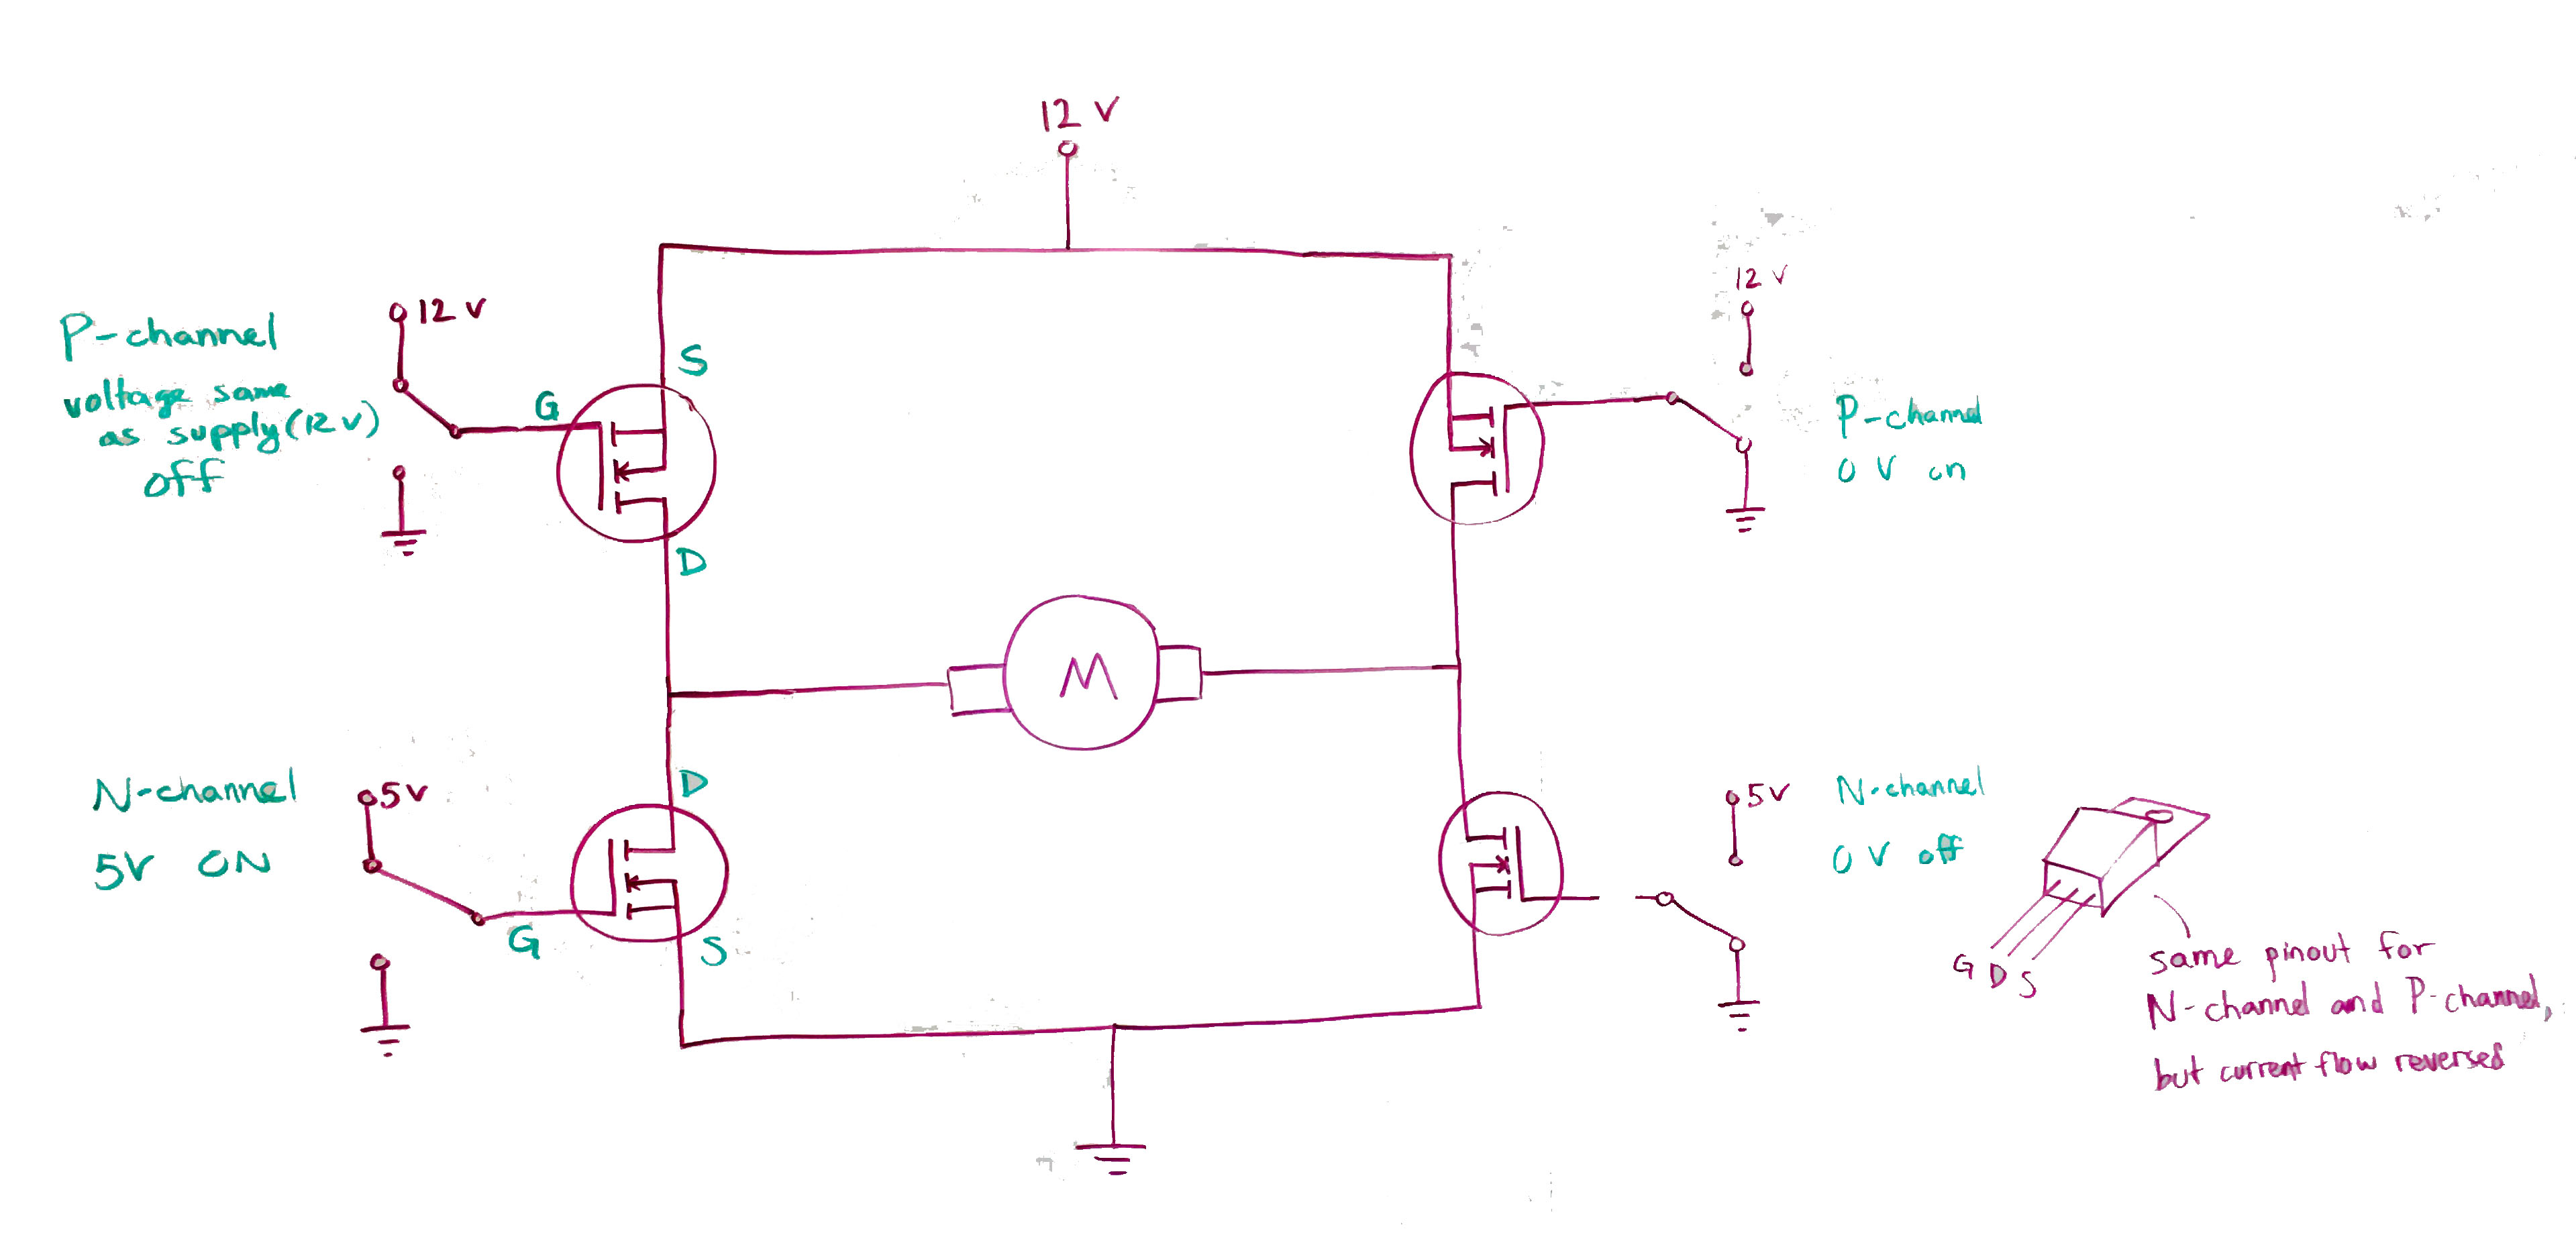 12 V
12 V
P-channel
voltage same
as supply (12 V)
off
G
S
D
12 V
P-channel
0 V on
M
N-channel
5V ON
5V
D
G
S
5V
N-channel
0 V off
G D S
same pinout for
N-channel and P-channel,
but current flow reversed